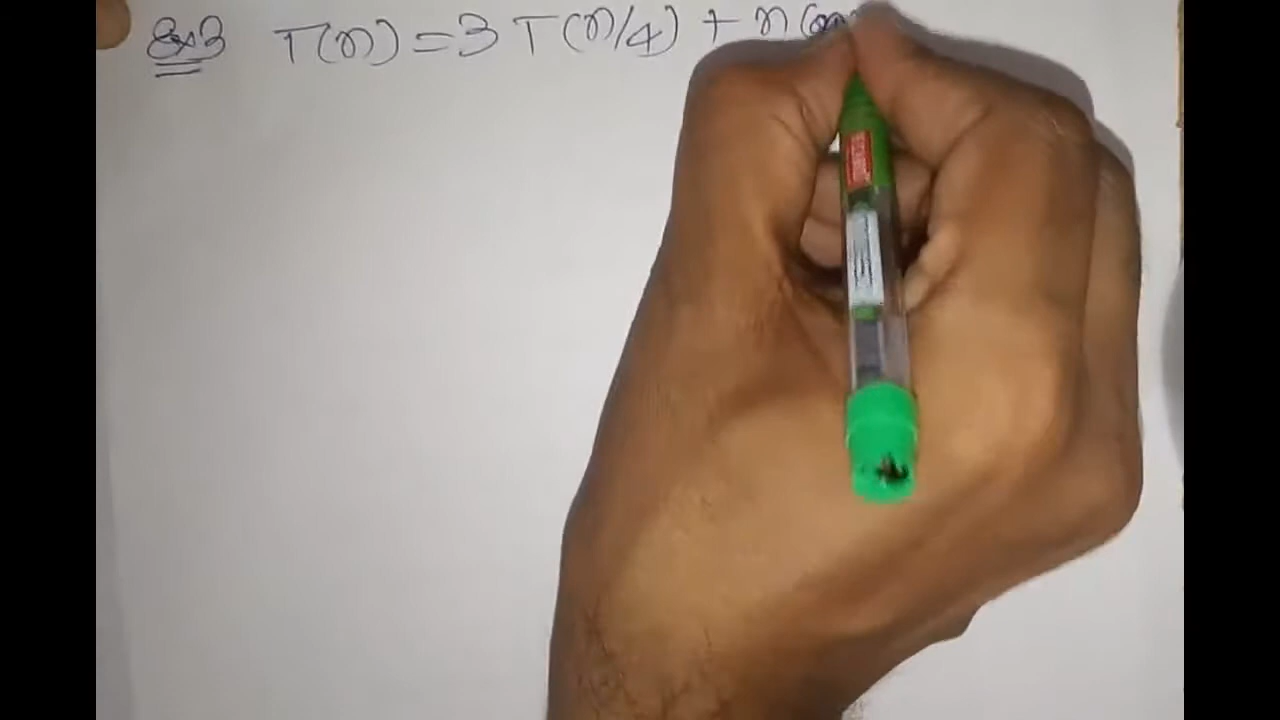 Ex3 T(n) = 3 T(n/4) + n